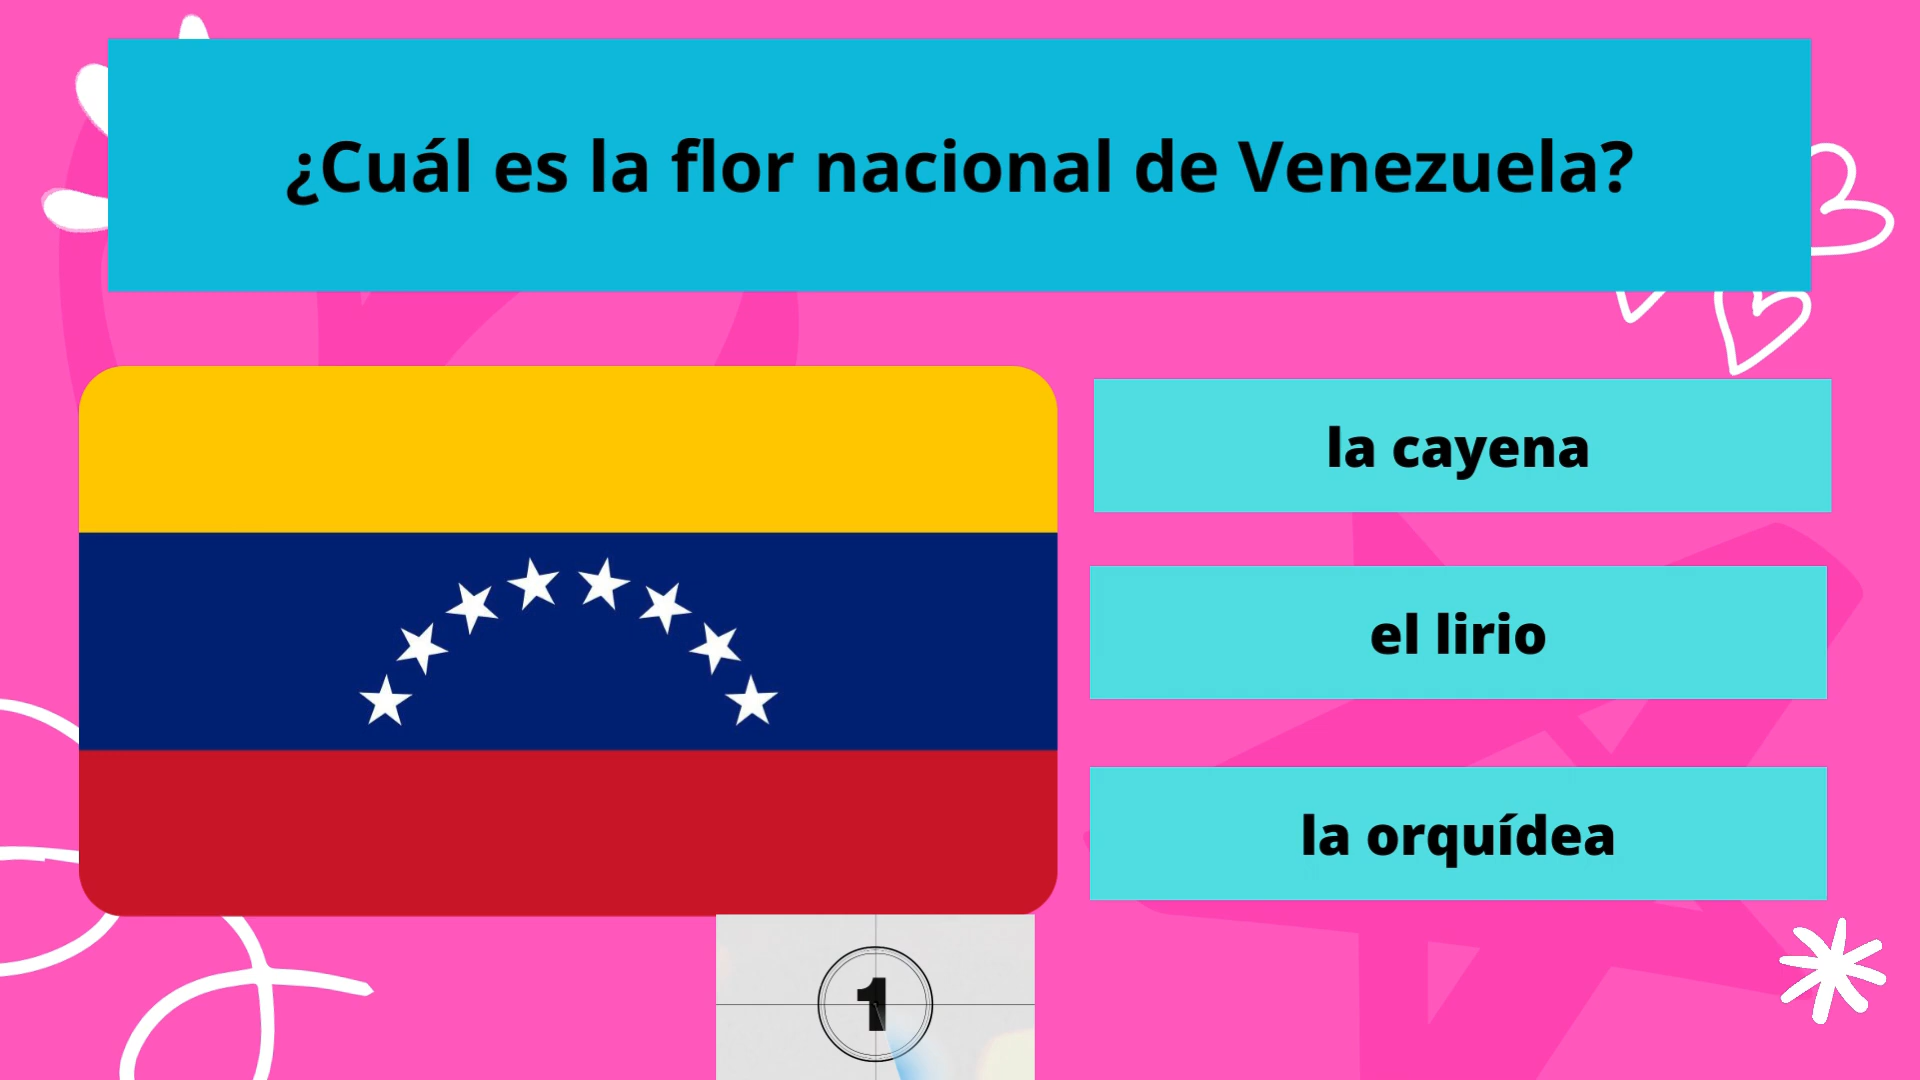 ¿Cuál es la flor nacional de Venezuela?
la cayena
el lirio
la orquídea
1